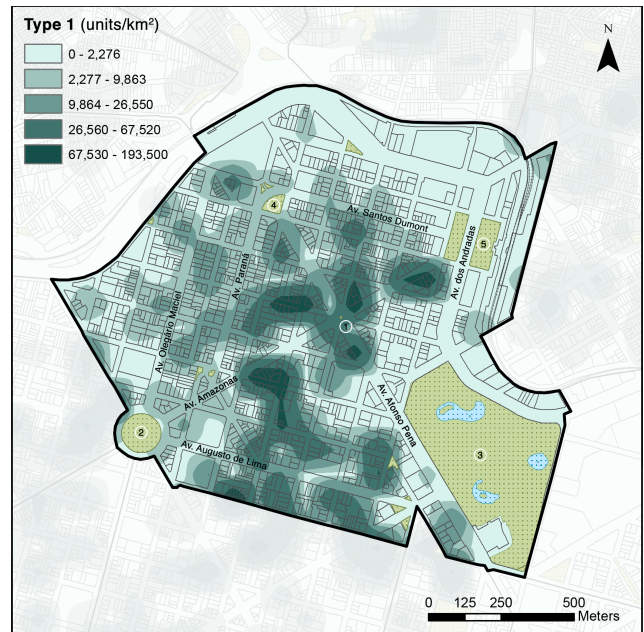 Type 1 (units/km²)
0 - 2,276
2,277 - 9,863
9,864 - 26,550
26,560 - 67,520
67,530 - 193,500
N
4
Av. Santos Dumont
5
Av. dos Andradas
Av. Paraná
Av. Olegário Maciel
1
Av. Amazonas
Av. Afonso Pena
2
Av. Augusto de Lima
3
0 125 250 500
Meters